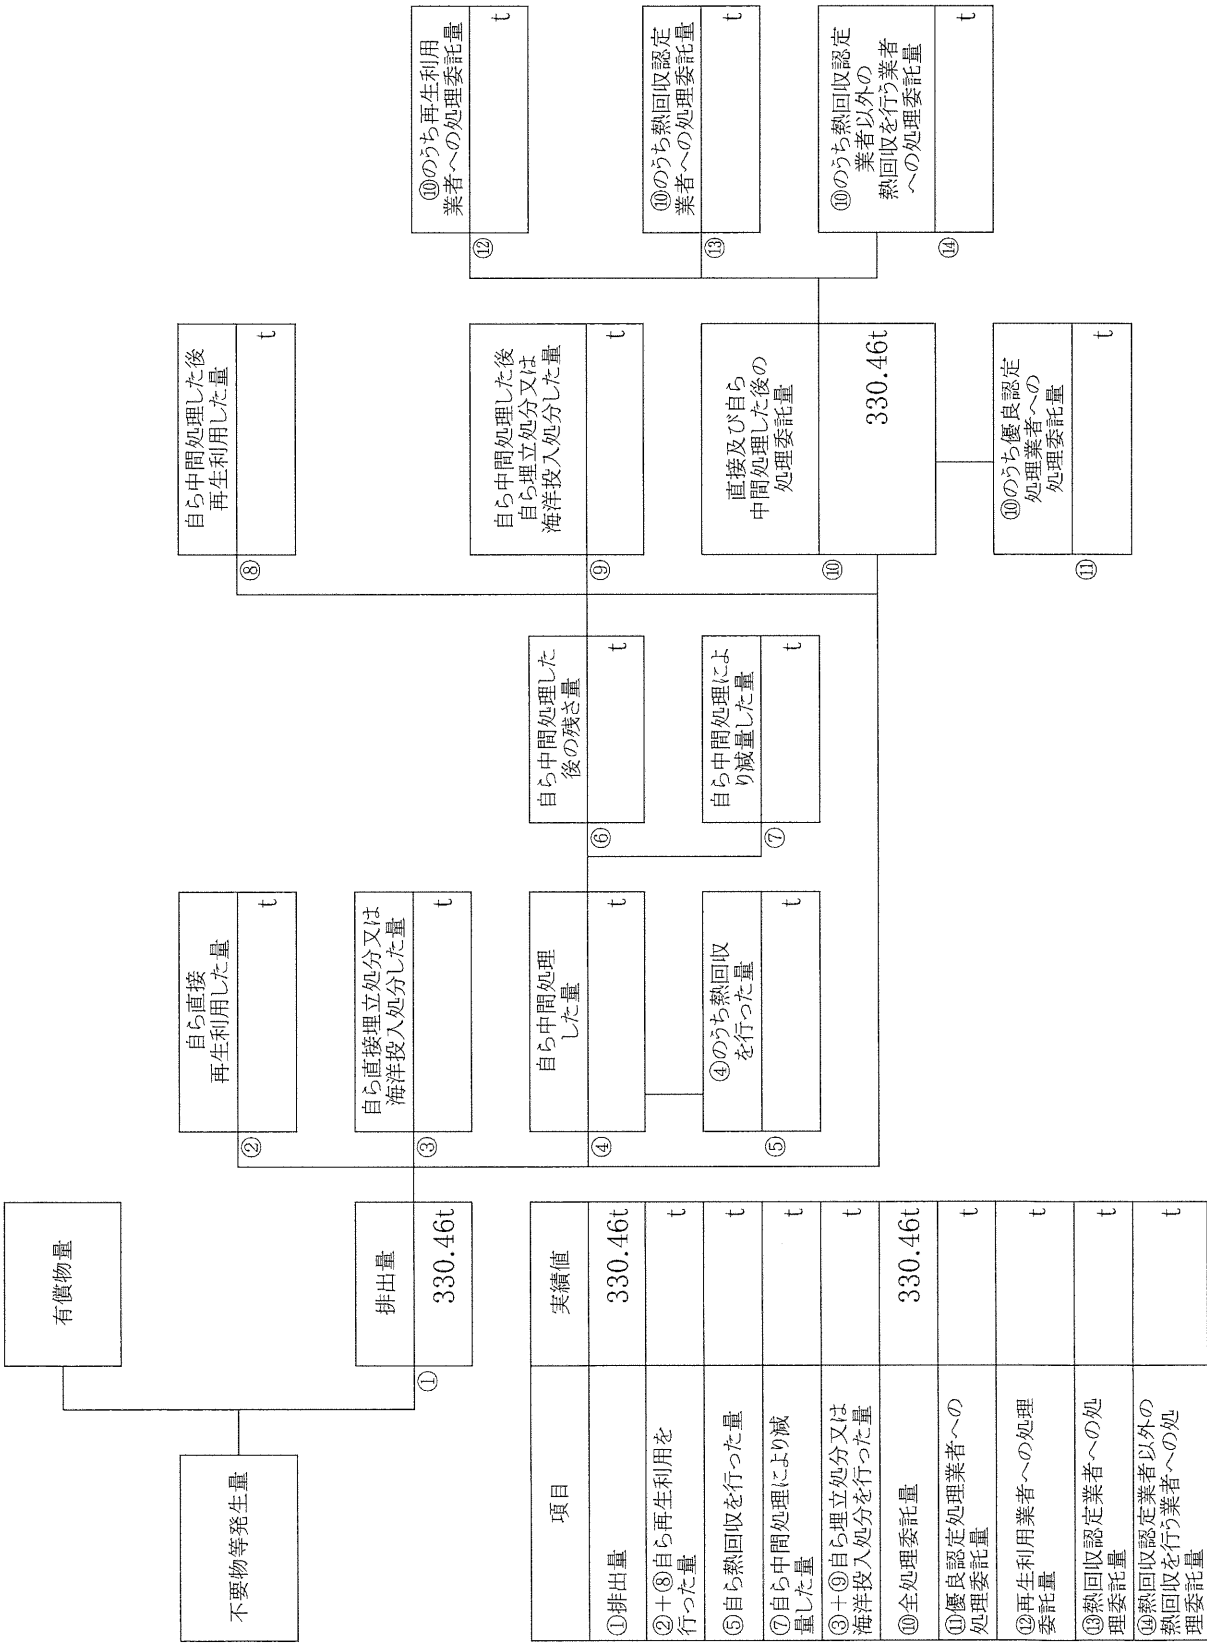 不要物等発生量
有償物量
排出量
① 330.46t
自ら直接
再生利用した量
② t
自ら直接埋立処分又は
海洋投入処分した量
③ t
自ら中間処理
した量
④ t
④のうち熱回収
を行った量
⑤ t
自ら中間処理した
後の残さ量
⑥ t
自ら中間処理によ
り減量した量
⑦ t
自ら中間処理した後
再生利用した量
⑧ t
自ら中間処理した後
自ら埋立処分又は
海洋投入処分した量
⑨ t
直接及び自ら
中間処理した後の
処理委託量
⑩ 330.46t
⑩のうち優良認定
処理業者への
処理委託量
⑪ t
⑩のうち再生利用
業者への処理委託量
⑫ t
⑩のうち熱回収認定
業者への処理委託量
⑬ t
⑩のうち熱回収認定
業者以外の
熱回収を行う業者
への処理委託量
⑭ t
項目 実績値
①排出量 330.46t
②+⑧自ら再生利用を
行った量 t
⑤自ら熱回収を行った量 t
⑦自ら中間処理により減
量した量 t
③+⑨自ら埋立処分又は
海洋投入処分を行った量 t
⑩全処理委託量 330.46t
⑪優良認定処理業者への
処理委託量 t
⑫再生利用業者への処理
委託量 t
⑬熱回収認定業者への処
理委託量 t
⑭熱回収認定業者以外の
熱回収を行う業者への処
理委託量 t